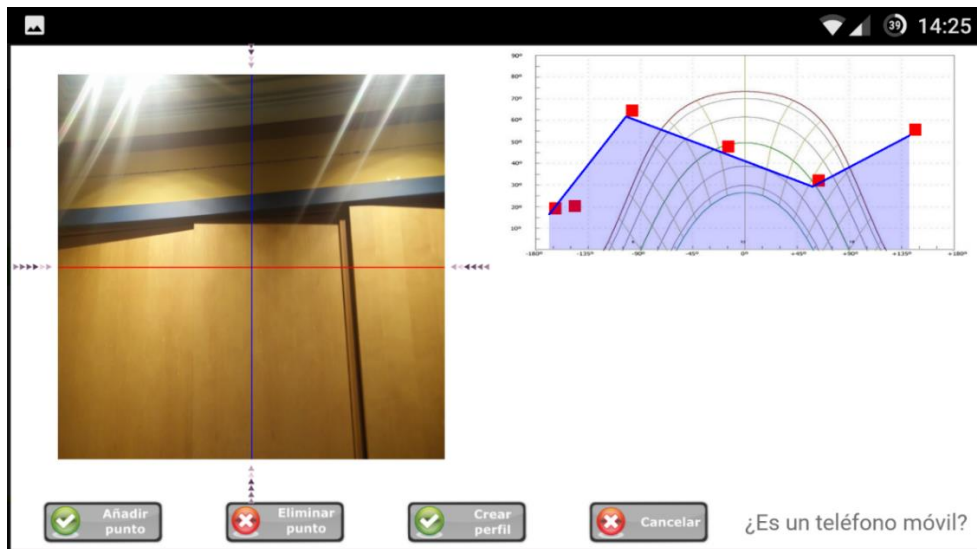 39
14:25
90°
80°
70°
60°
50°
40°
30°
20°
10°
-180° -135° -90° -45° 0° +45° +90° +135° +180°
Añadir
punto
Eliminar
punto
Crear
perfil
Cancelar
¿Es un teléfono móvil?